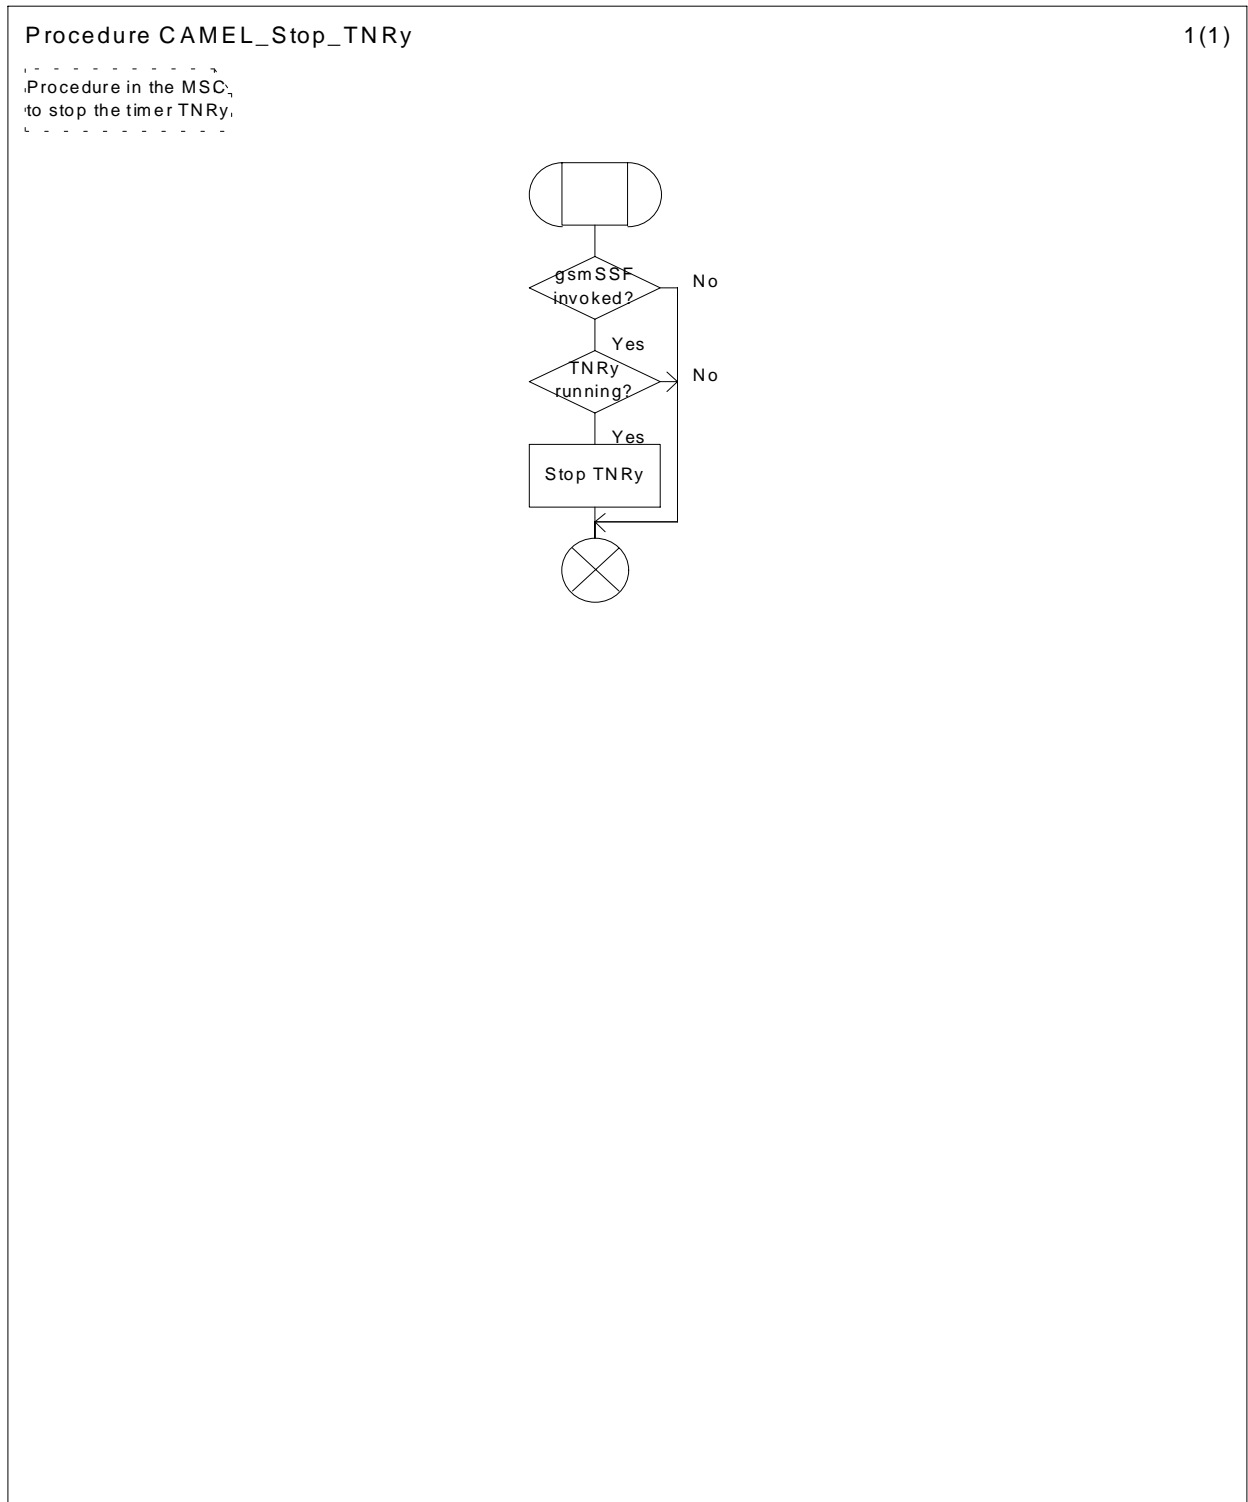 Procedure CAMEL_Stop_TNRy
1(1)
Procedure in the MSC
to stop the timer TNRy
gsmSSF
invoked?
No
Yes
TNRy
running?
No
Yes
Stop TNRy